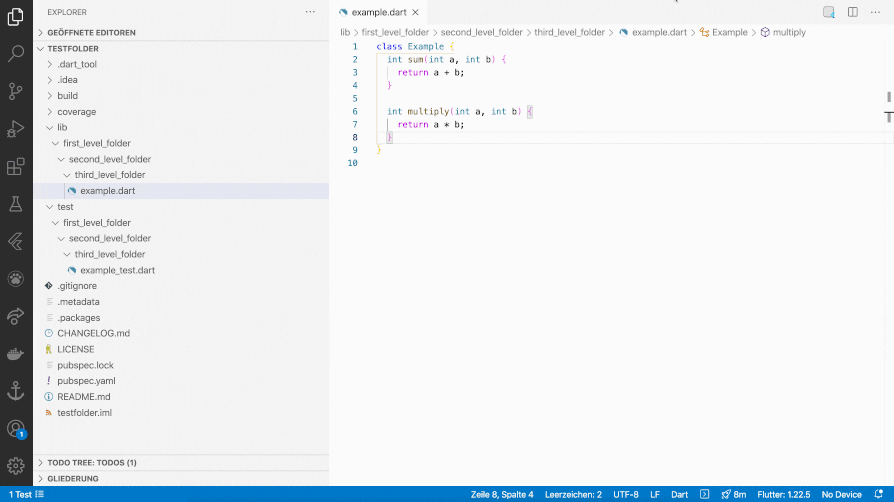 EXPLORER
GEÖFFNETE EDITOREN
TESTFOLDER
.dart_tool
.idea
build
coverage
lib
first_level_folder
second_level_folder
third_level_folder
example.dart
test
first_level_folder
second_level_folder
third_level_folder
example_test.dart
.gitignore
.metadata
.packages
CHANGELOG.md
LICENSE
pubspec.lock
pubspec.yaml
README.md
testfolder.iml
TODO TREE: TODOS (1)
GLIEDERUNG
1
example.dart
lib > first_level_folder > second_level_folder > third_level_folder > example.dart > Example > multiply
1 class Example {
2 int sum(int a, int b) {
3 return a + b;
4 }
5
6 int multiply(int a, int b) {
7 return a * b;
8 }
9 }
10
1 Test
Zeile 8, Spalte 4 Leerzeichen: 2 UTF-8 LF Dart 8m Flutter: 1.22.5 No Device